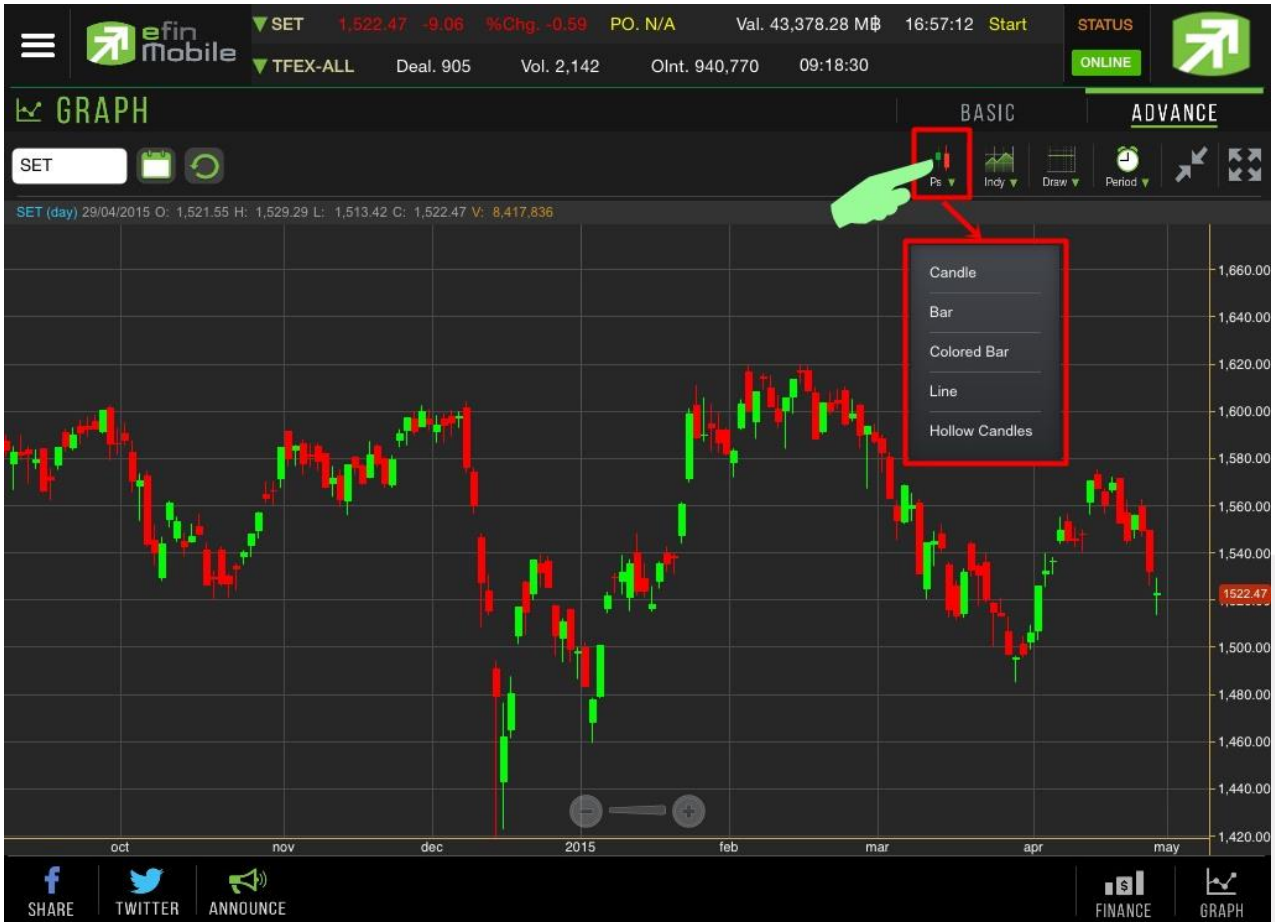 efin Mobile
▼ SET 1,522.47 -9.06 %Chg. -0.59 PO. N/A Val. 43,378.28 M฿ 16:57:12 Start
▼ TFEX-ALL Deal. 905 Vol. 2,142 OInt. 940,770 09:18:30
STATUS
ONLINE
GRAPH
BASIC
ADVANCE
SET
Ps ▼
Indy ▼
Draw ▼
Period ▼
SET (day) 29/04/2015 O: 1,521.55 H: 1,529.29 L: 1,513.42 C: 1,522.47 V: 8,417,836
Candle
Bar
Colored Bar
Line
Hollow Candles
1,660.00
1,640.00
1,620.00
1,600.00
1,580.00
1,560.00
1,540.00
1522.47
1,500.00
1,480.00
1,460.00
1,440.00
1,420.00
oct nov dec 2015 feb mar apr may
SHARE
TWITTER
ANNOUNCE
FINANCE
GRAPH